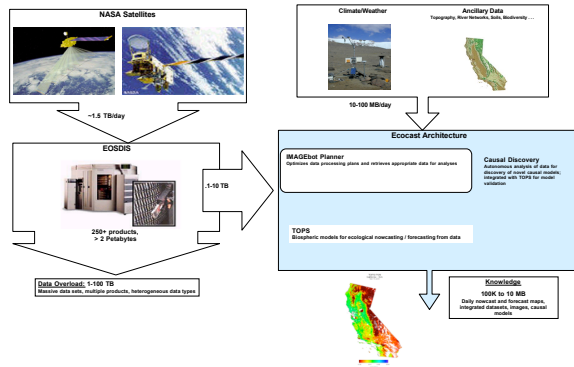 NASA Satellites
Climate/Weather
Ancillary Data
Topography, River Networks, Soils, Biodiversity . . .
~1.5 TB/day
10-100 MB/day
EOSDIS
250+ products,
> 2 Petabytes
.1-10 TB
Data Overload: 1-100 TB
Massive data sets, multiple products, heterogeneous data types
Ecocast Architecture
IMAGEbot Planner
Optimizes data processing plans and retrieves appropriate data for analyses
Causal Discovery
Autonomous analysis of data for
discovery of novel causal models;
integrated with TOPS for model
validation
TOPS
Biospheric models for ecological nowcasting / forecasting from data
Knowledge
100K to 10 MB
Daily nowcast and forecast maps,
integrated datasets, images, causal
models